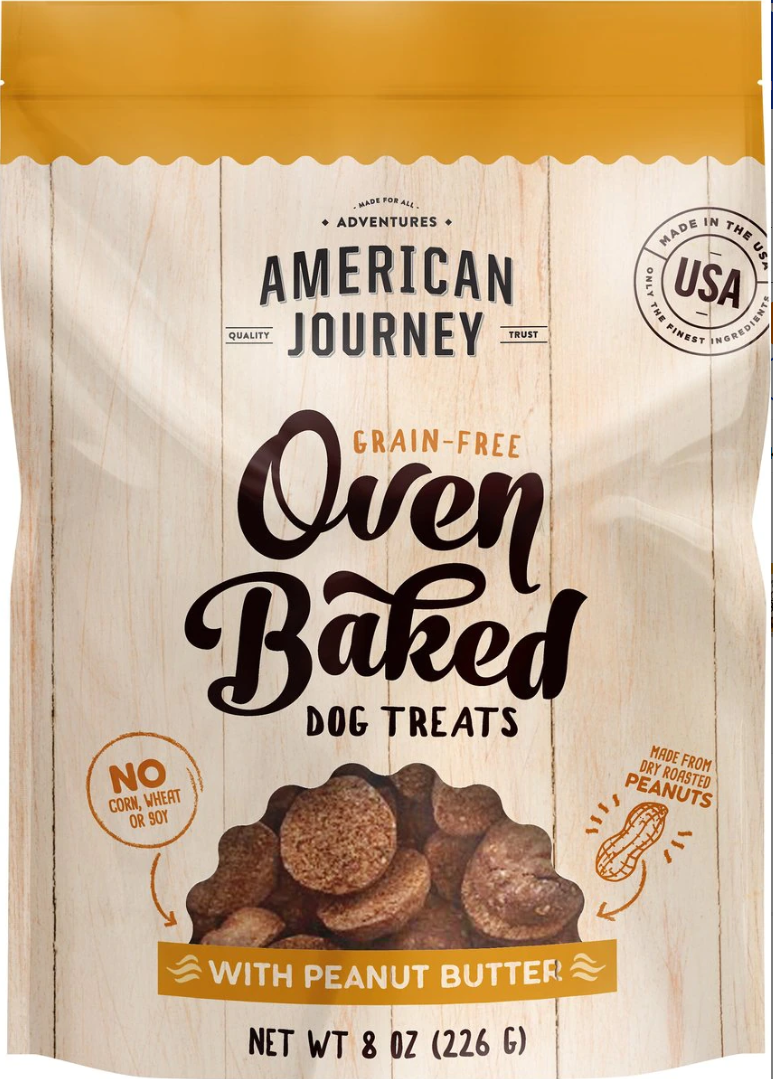 - MADE FOR ALL -
ADVENTURES
AMERICAN
QUALITY JOURNEY TRUST
MADE IN THE USA
USA
ONLY THE FINEST INGREDIENTS
GRAIN-FREE
Oven
Baked
DOG TREATS
NO
CORN, WHEAT
OR SOY
MADE FROM
DRY ROASTED
PEANUTS
WITH PEANUT BUTTER
NET WT 8 OZ (226 G)